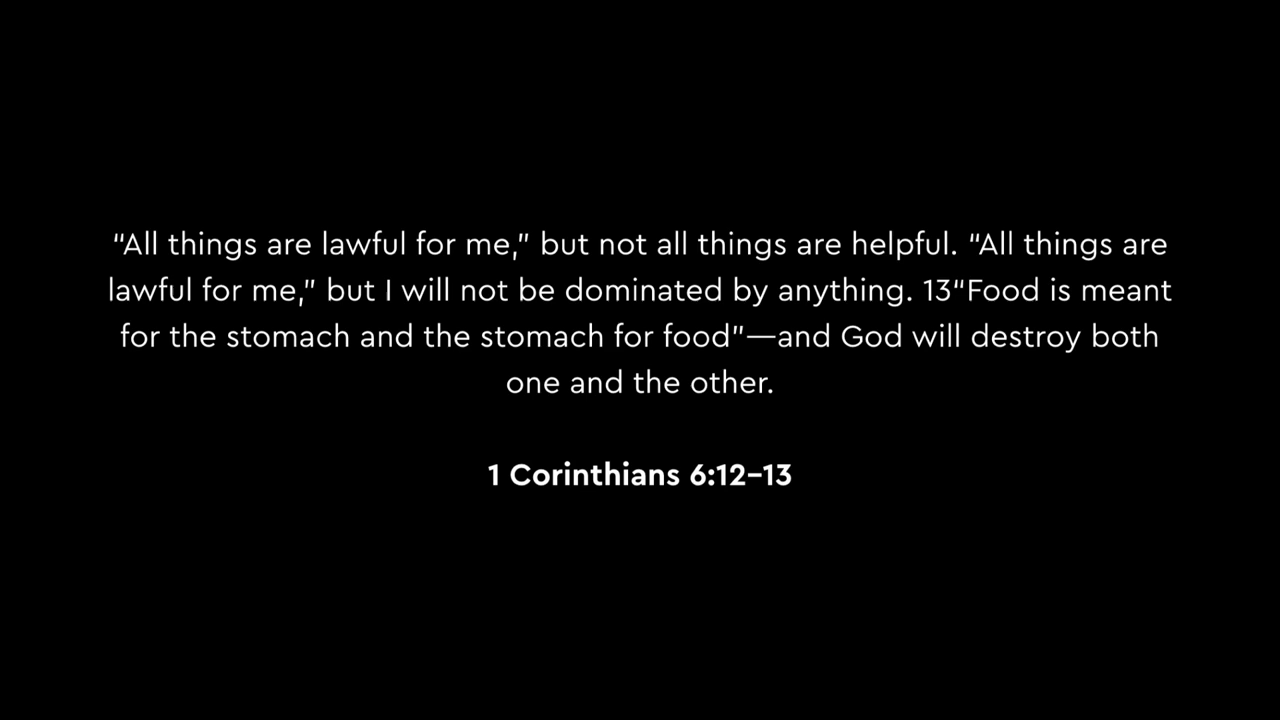 “All things are lawful for me,” but not all things are helpful. “All things are
lawful for me,” but I will not be dominated by anything. 13“Food is meant
for the stomach and the stomach for food”—and God will destroy both
one and the other.
1 Corinthians 6:12–13